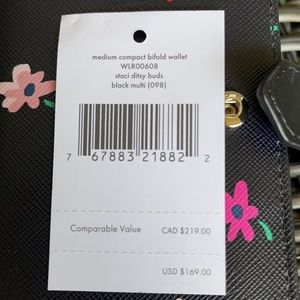 medium compact bifold wallet
WLR00608
staci ditsy buds
black multi (098)
7 67883 21882 2
Comparable Value CAD $219.00
USD $169.00